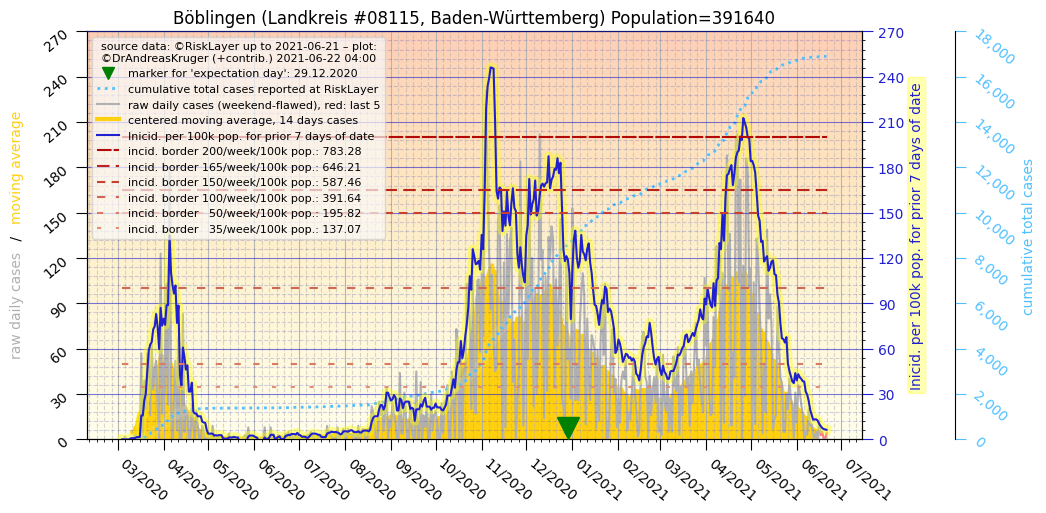 Böblingen (Landkreis #08115, Baden-Württemberg) Population=391640
source data: ©RiskLayer up to 2021-06-21 – plot:
©DrAndreasKruger (+contrib.) 2021-06-22 04:00
marker for 'expectation day': 29.12.2020
cumulative total cases reported at RiskLayer
raw daily cases (weekend-flawed), red: last 5
centered moving average, 14 days cases
Inicid. per 100k pop. for prior 7 days of date
incid. border 200/week/100k pop.: 783.28
incid. border 165/week/100k pop.: 646.21
incid. border 150/week/100k pop.: 587.46
incid. border 100/week/100k pop.: 391.64
incid. border   50/week/100k pop.: 195.82
incid. border   35/week/100k pop.: 137.07
raw daily cases   /   moving average
270
240
210
180
150
120
90
60
30
0
03/2020
04/2020
05/2020
06/2020
07/2020
08/2020
09/2020
10/2020
11/2020
12/2020
01/2021
02/2021
03/2021
04/2021
05/2021
06/2021
07/2021
270
240
210
180
150
120
90
60
30
0
Inicid. per 100k pop. for prior 7 days of date
18,000
16,000
14,000
12,000
10,000
8,000
6,000
4,000
2,000
0
cumulative total cases